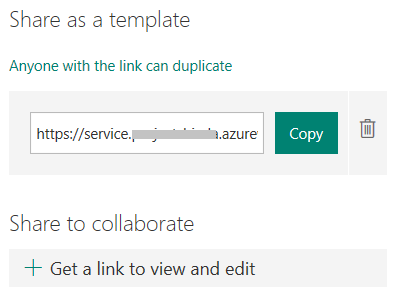 Share as a template
Anyone with the link can duplicate
https://service. .azure
Copy
Share to collaborate
Get a link to view and edit